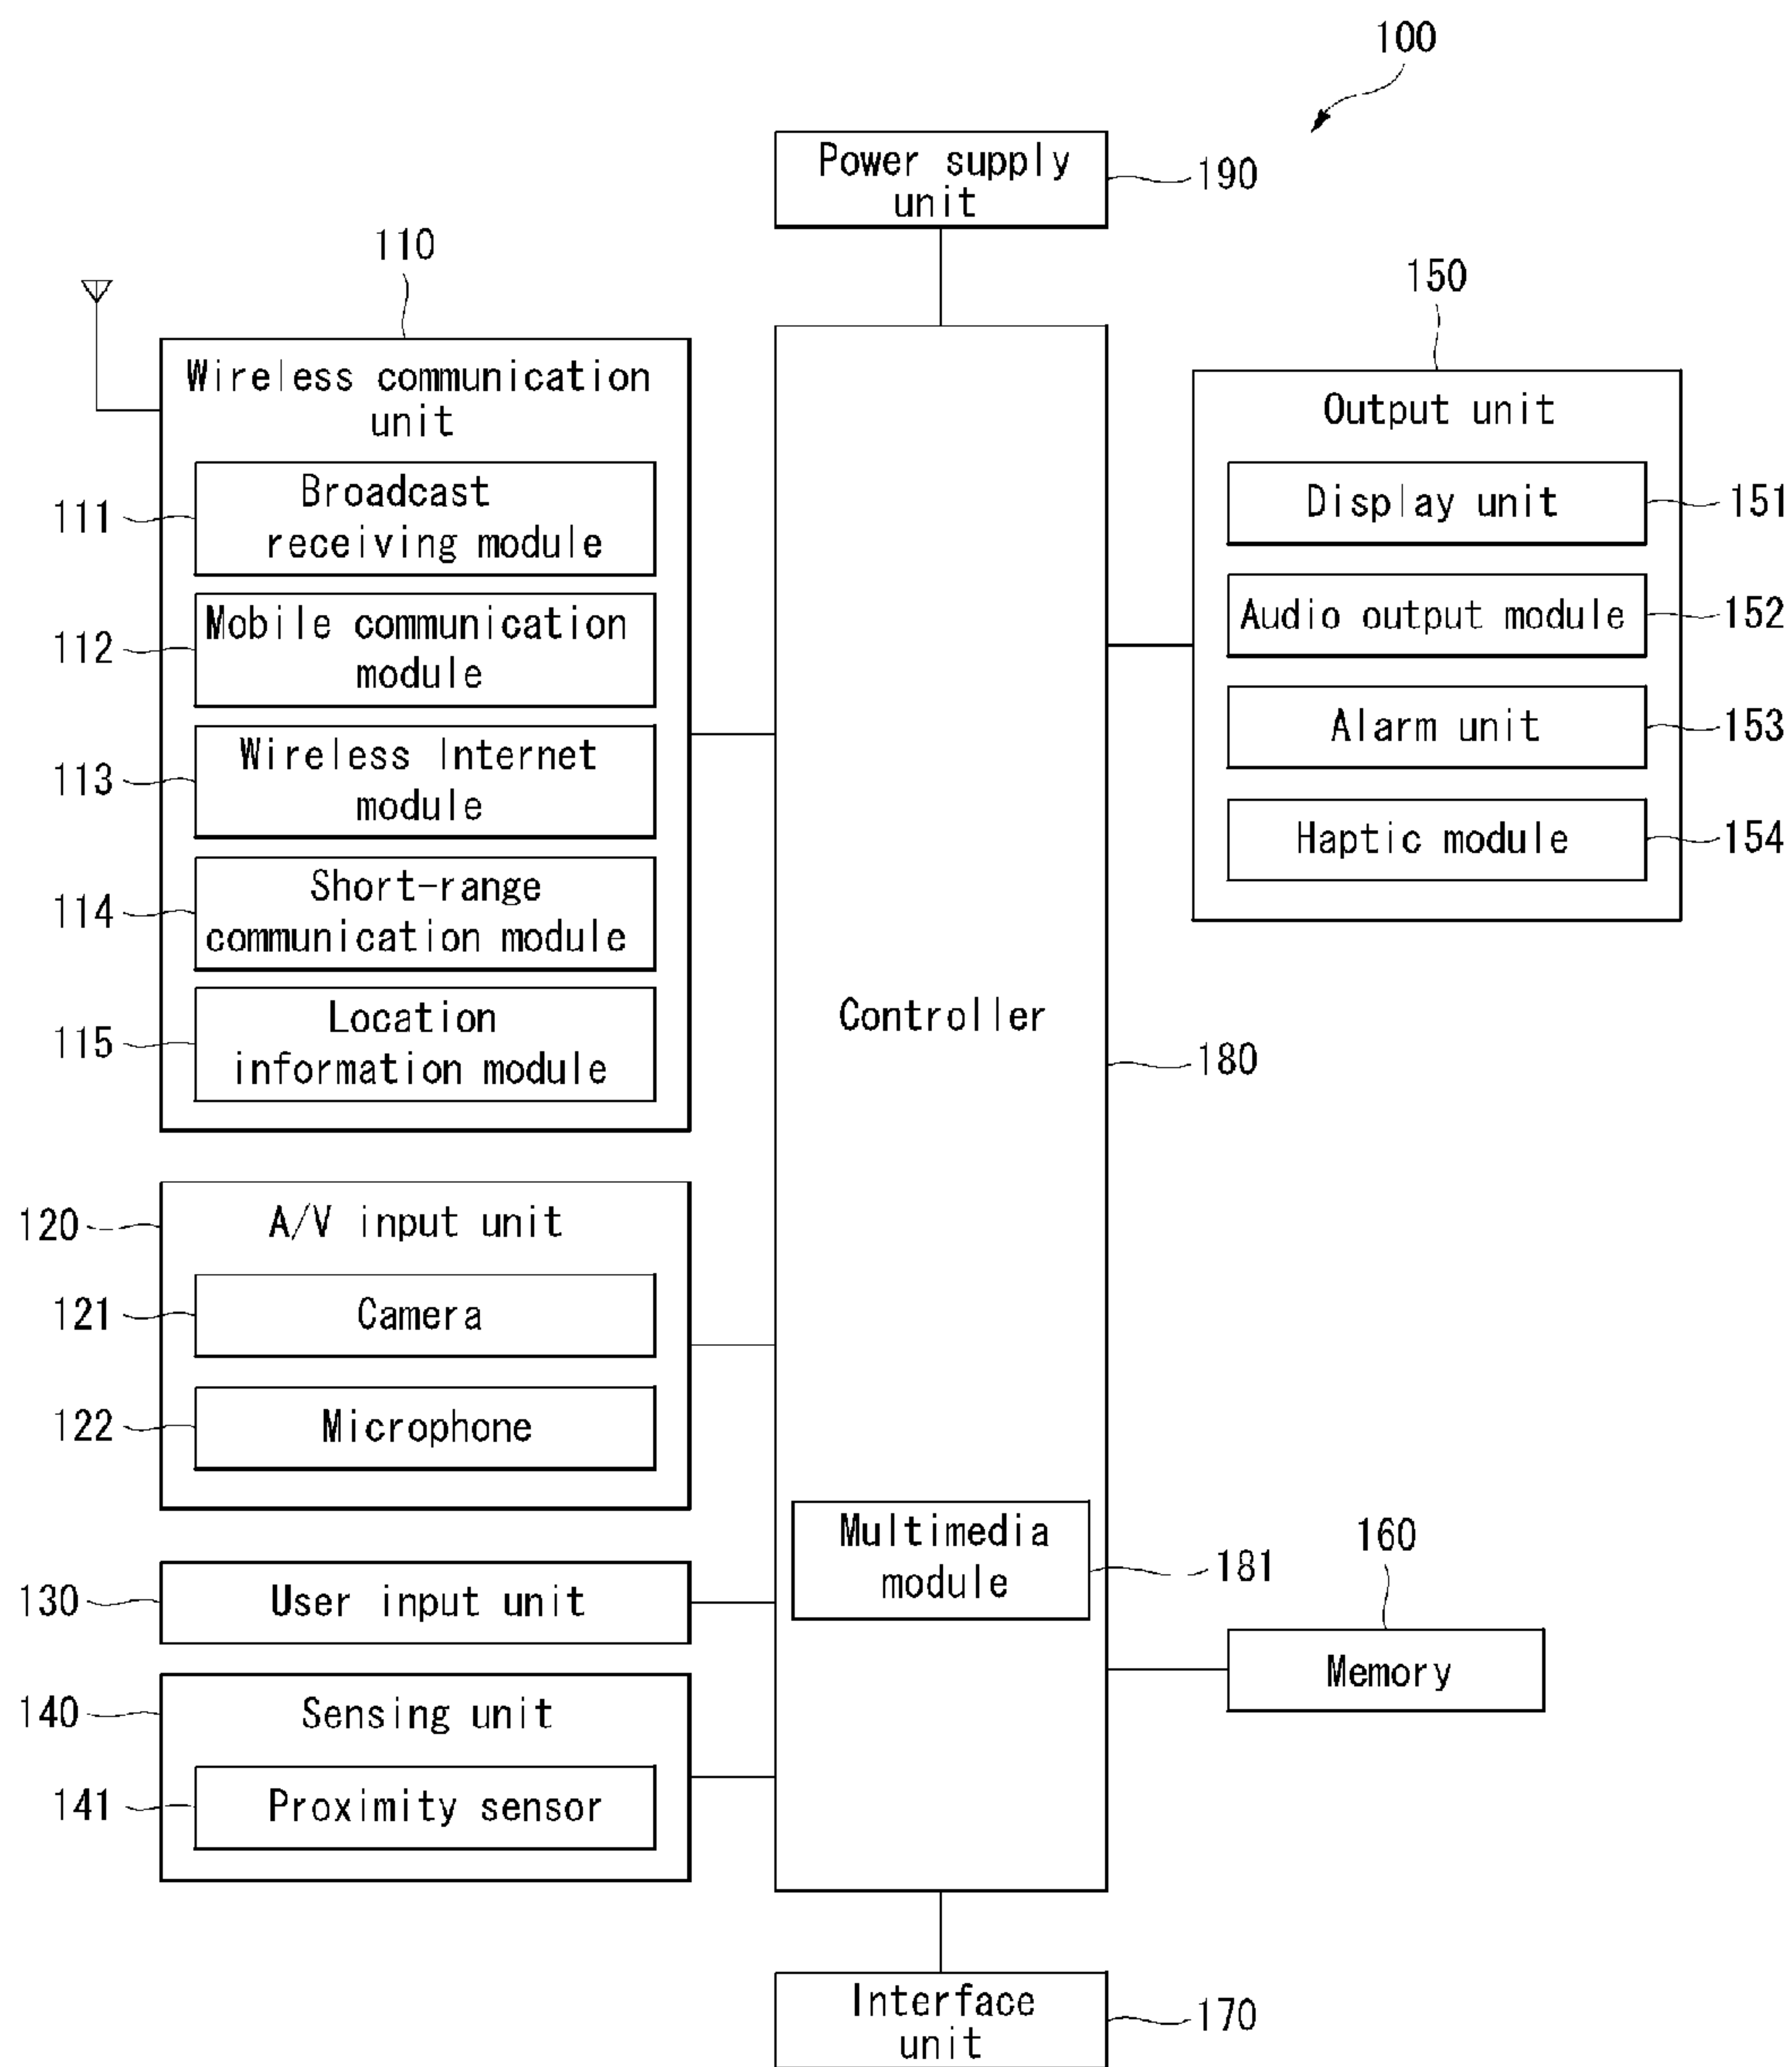 100
Power supply
unit
190
110
Wireless communication
unit
111
Broadcast
receiving module
112
Mobile communication
module
113
Wireless Internet
module
114
Short-range
communication module
115
Location
information module
120
A/V input unit
121
Camera
122
Microphone
130
User input unit
140
Sensing unit
141
Proximity sensor
Controller
180
Multimedia
module
181
150
Output unit
Display unit
151
Audio output module
152
Alarm unit
153
Haptic module
154
160
Memory
Interface
unit
170